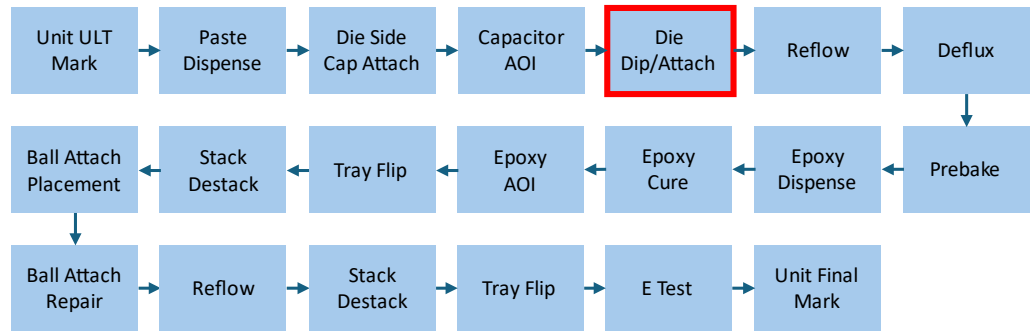 Unit ULT
Mark
Paste
Dispense
Die Side
Cap Attach
Capacitor
AOI
Die
Dip/Attach
Reflow
Deflux
Ball Attach
Placement
Stack
Destack
Tray Flip
Epoxy
AOI
Epoxy
Cure
Epoxy
Dispense
Prebake
Ball Attach
Repair
Reflow
Stack
Destack
Tray Flip
E Test
Unit Final
Mark